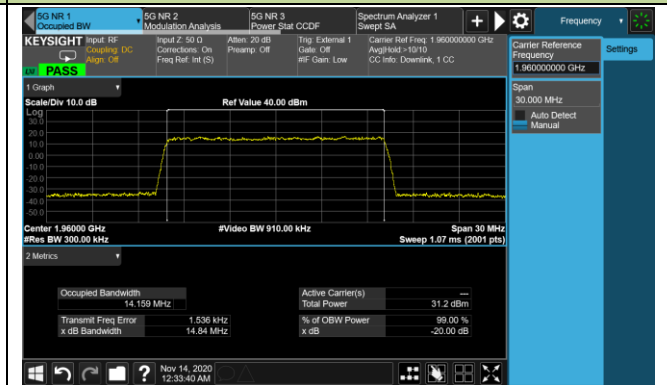 5G NR 1
Occupied BW
5G NR 2
Modulation Analysis
5G NR 3
Power Stat CCDF
Spectrum Analyzer 1
Swept SA
Frequency
KEYSIGHT
Input: RF
Coupling: DC
Align: Off
Input Z: 50 Ω
Corrections: On
Freq Ref: Int (S)
Atten: 20 dB
Preamp: Off
Trig: External 1
Gate: Off
#IF Gain: Low
Carrier Ref Freq: 1.960000000 GHz
Avg|Hold:>10/10
CC Info: Downlink, 1 CC
PASS
Carrier Reference
Frequency
1.960000000 GHz
Settings
Span
30.000 MHz
Auto Detect
Manual
1 Graph
Scale/Div 10.0 dB
Ref Value 40.00 dBm
Log
30.0
20.0
10.0
0.00
-10.0
-20.0
-30.0
-40.0
-50.0
Center 1.96000 GHz
#Video BW 910.00 kHz
Span 30 MHz
#Res BW 300.00 kHz
Sweep 1.07 ms (2001 pts)
2 Metrics
Occupied Bandwidth
14.159 MHz
Active Carrier(s)
---
Total Power
31.2 dBm
Transmit Freq Error
1.536 kHz
% of OBW Power
99.00 %
x dB Bandwidth
14.84 MHz
x dB
-20.00 dB
Nov 14, 2020
12:33:40 AM